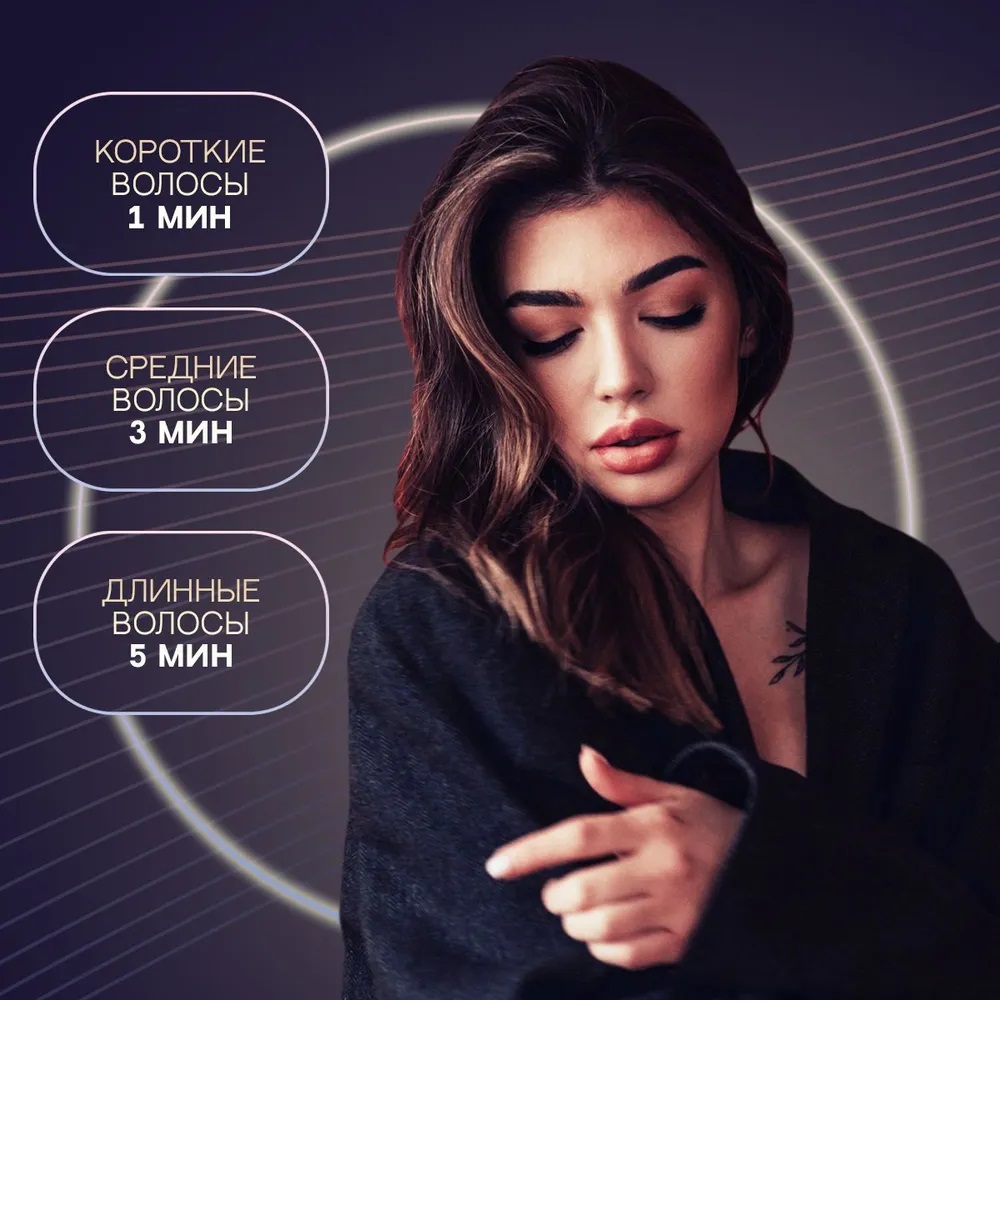 КОРОТКИЕ
ВОЛОСЫ
1 МИН
СРЕДНИЕ
ВОЛОСЫ
3 МИН
ДЛИННЫЕ
ВОЛОСЫ
5 МИН